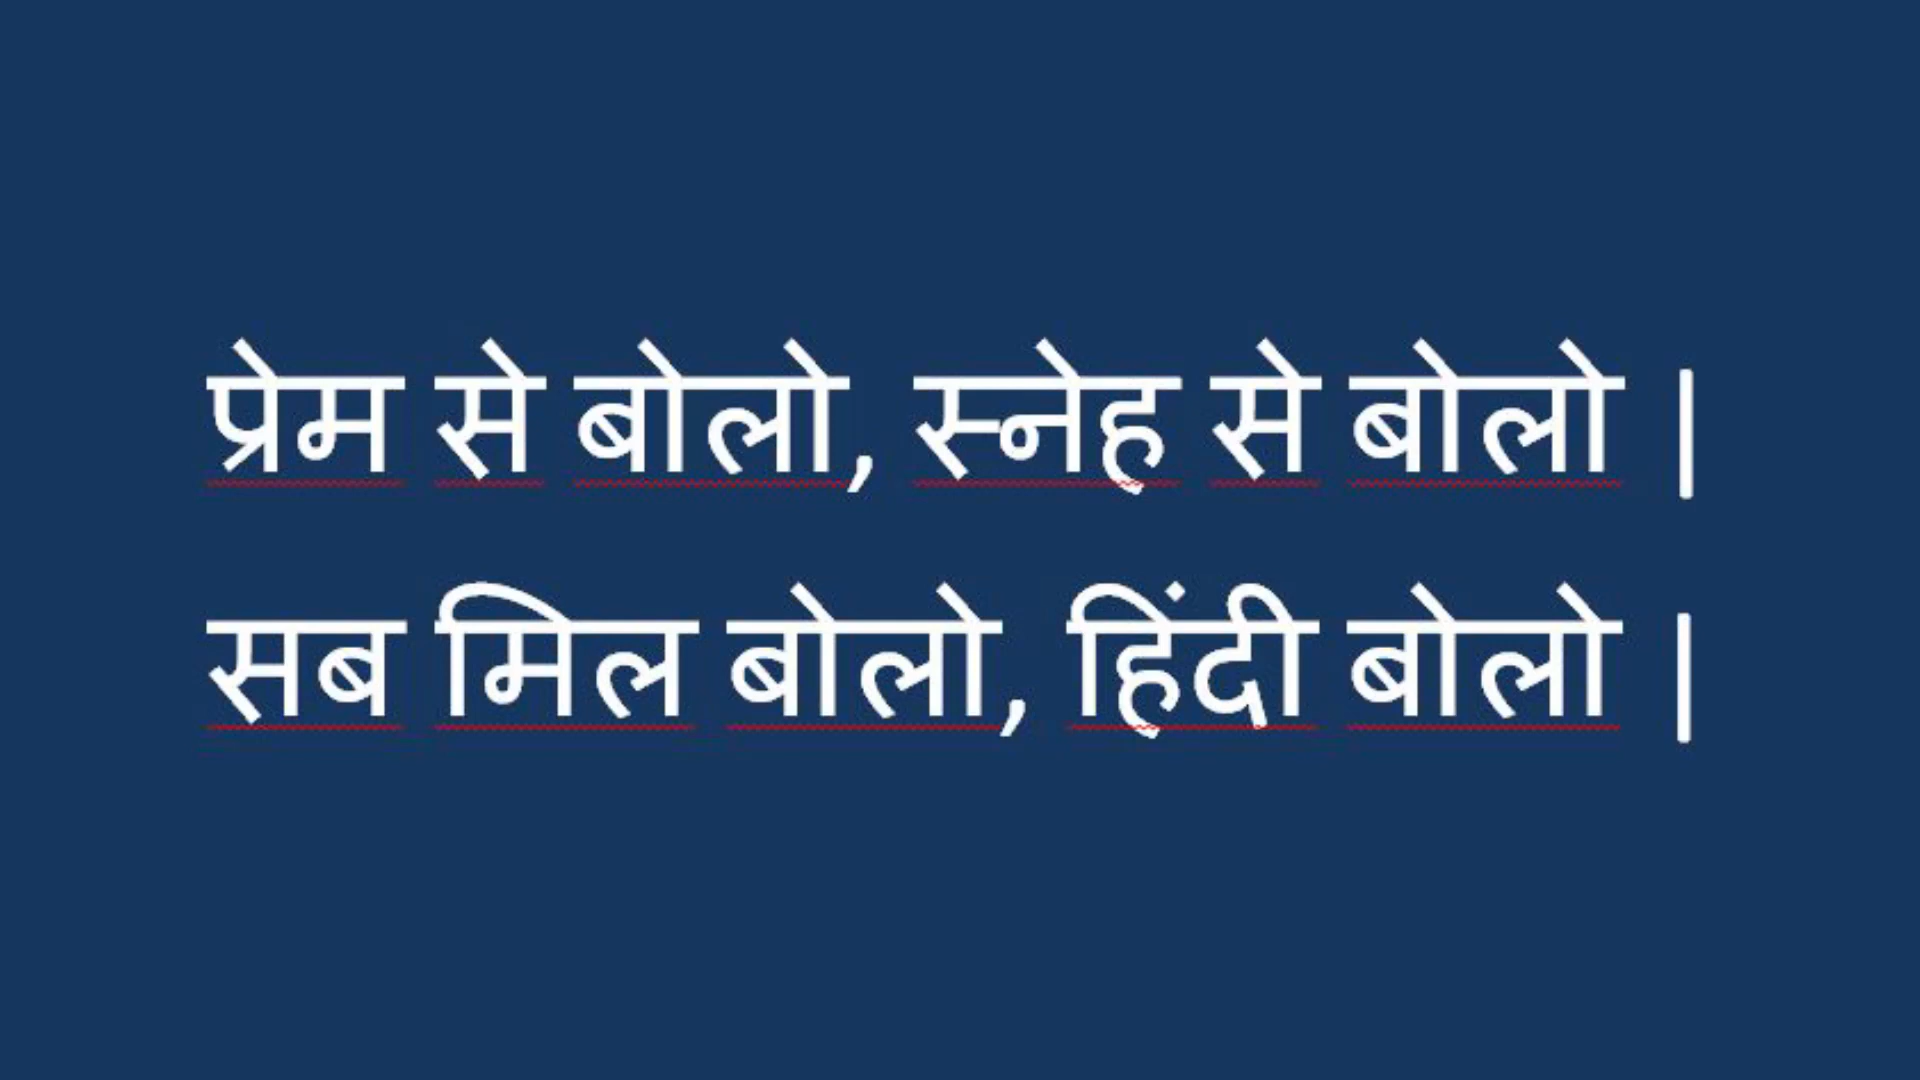 प्रेम से बोलो, स्नेह से बोलो |
सब मिल बोलो, हिंदी बोलो |